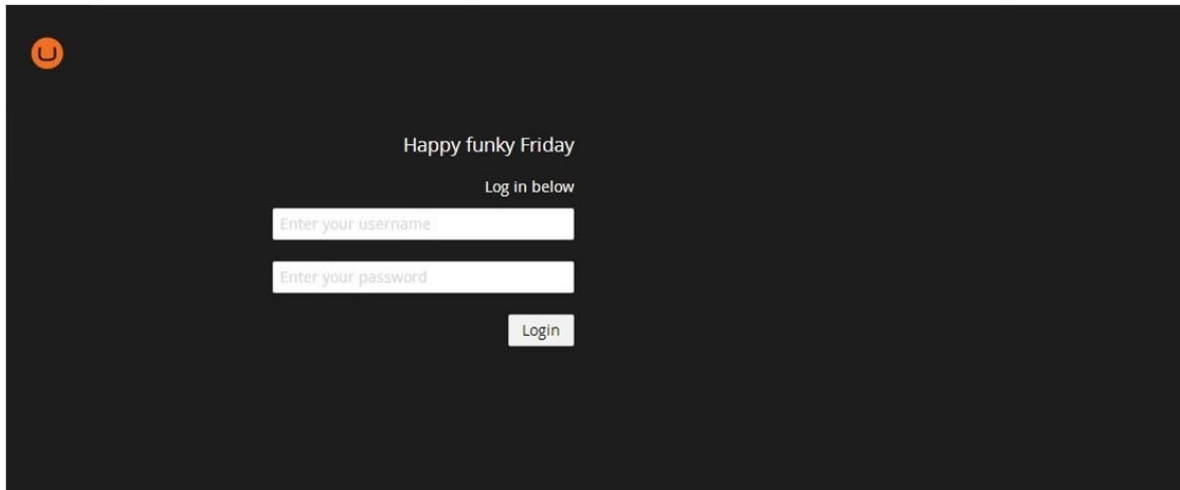 Happy funky Friday
Log in below
Enter your username
Enter your password
Login